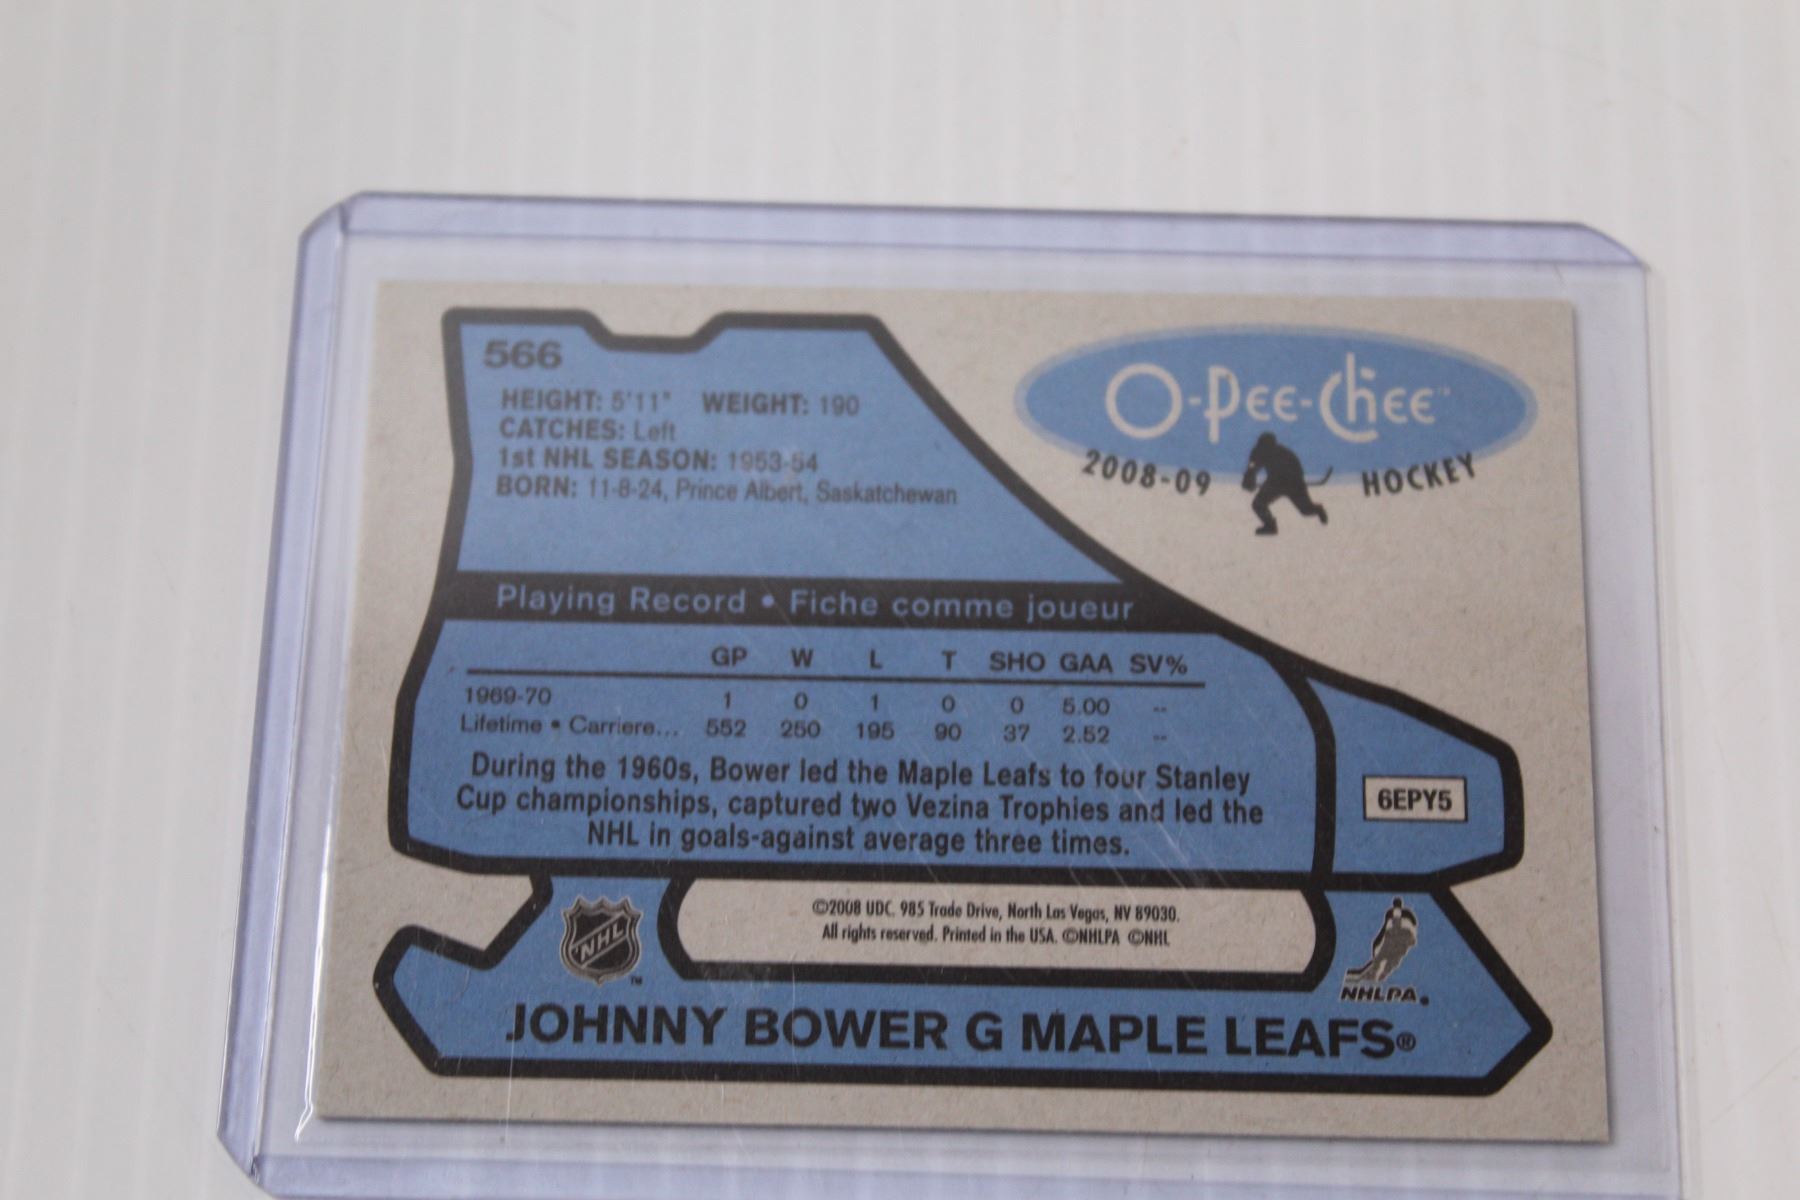 566
HEIGHT: 5'11" WEIGHT: 190
CATCHES: Left
1st NHL SEASON: 1953-54
BORN: 11-8-24, Prince Albert, Saskatchewan
O-Pee-Chee™
2008-09 HOCKEY
Playing Record • Fiche comme joueur
GP W L T SHO GAA SV%
1969-70 1 0 1 0 0 5.00 --
Lifetime • Carriere... 552 250 195 90 37 2.52 --
During the 1960s, Bower led the Maple Leafs to four Stanley
Cup championships, captured two Vezina Trophies and led the
NHL in goals-against average three times.
6EPY5
©2008 UDC. 985 Trade Drive, North Las Vegas, NV 89030.
All rights reserved. Printed in the USA. ©NHLPA ©NHL
NHL™
NHLPA®
JOHNNY BOWER G MAPLE LEAFS®